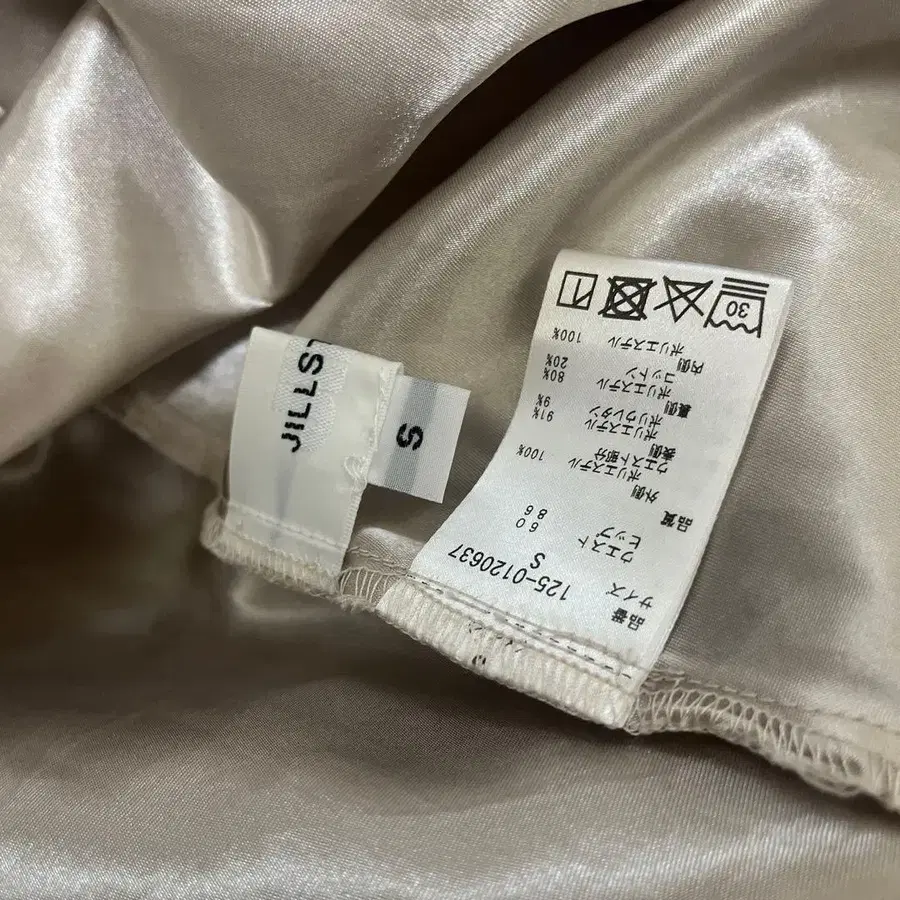 JILLST
S
品番 125-0120637
サイズ S
ウエスト 60
ヒップ 86
品質
外側
ポリエステル 100%
ウエスト部分
表側
ポリエステル 91%
ポリウレタン 9%
裏側
ポリエステル 80%
コットン 20%
内側
ポリエステル 100%
30